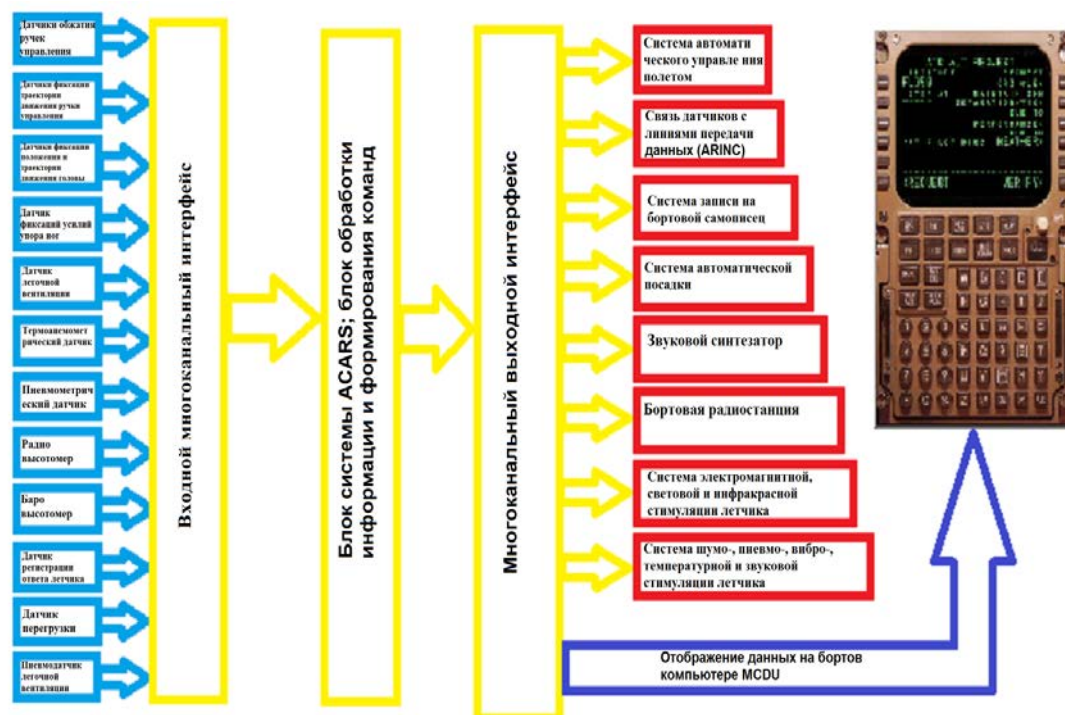 Датчики обжатия
ручек
управления
Датчики фиксации
траектории
движения ручки
управления
Датчики фиксации
положения и
траектории
движения головы
Датчик
фиксаций усилий
упора ног
Датчик
легочной
вентиляции
Термоанемомет
рический датчик
Пневмометрич
еский датчик
Радио
высотомер
Баро
высотомер
Датчик
регистрации
ответа летчика
Датчик
перегрузки
Пневмодатчик
легочной
вентиляции
Входной многоканальный интерфейс
Блок системы ACARS; блок обработки
информации и формирования команд
Многоканальный выходной интерфейс
Система автомати
ческого управле ния
полетом
Связь датчиков с
линиями передачи
данных (ARINC)
Система записи на
бортовой самописец
Система автоматической
посадки
Звуковой синтезатор
Бортовая радиостанция
Система электромагнитной,
световой и инфракрасной
стимуляции летчика
Система шумо-, пневмо-, вибро-,
температурной и звуковой
стимуляции летчика
Отображение данных на бортов
компьютере MCDU